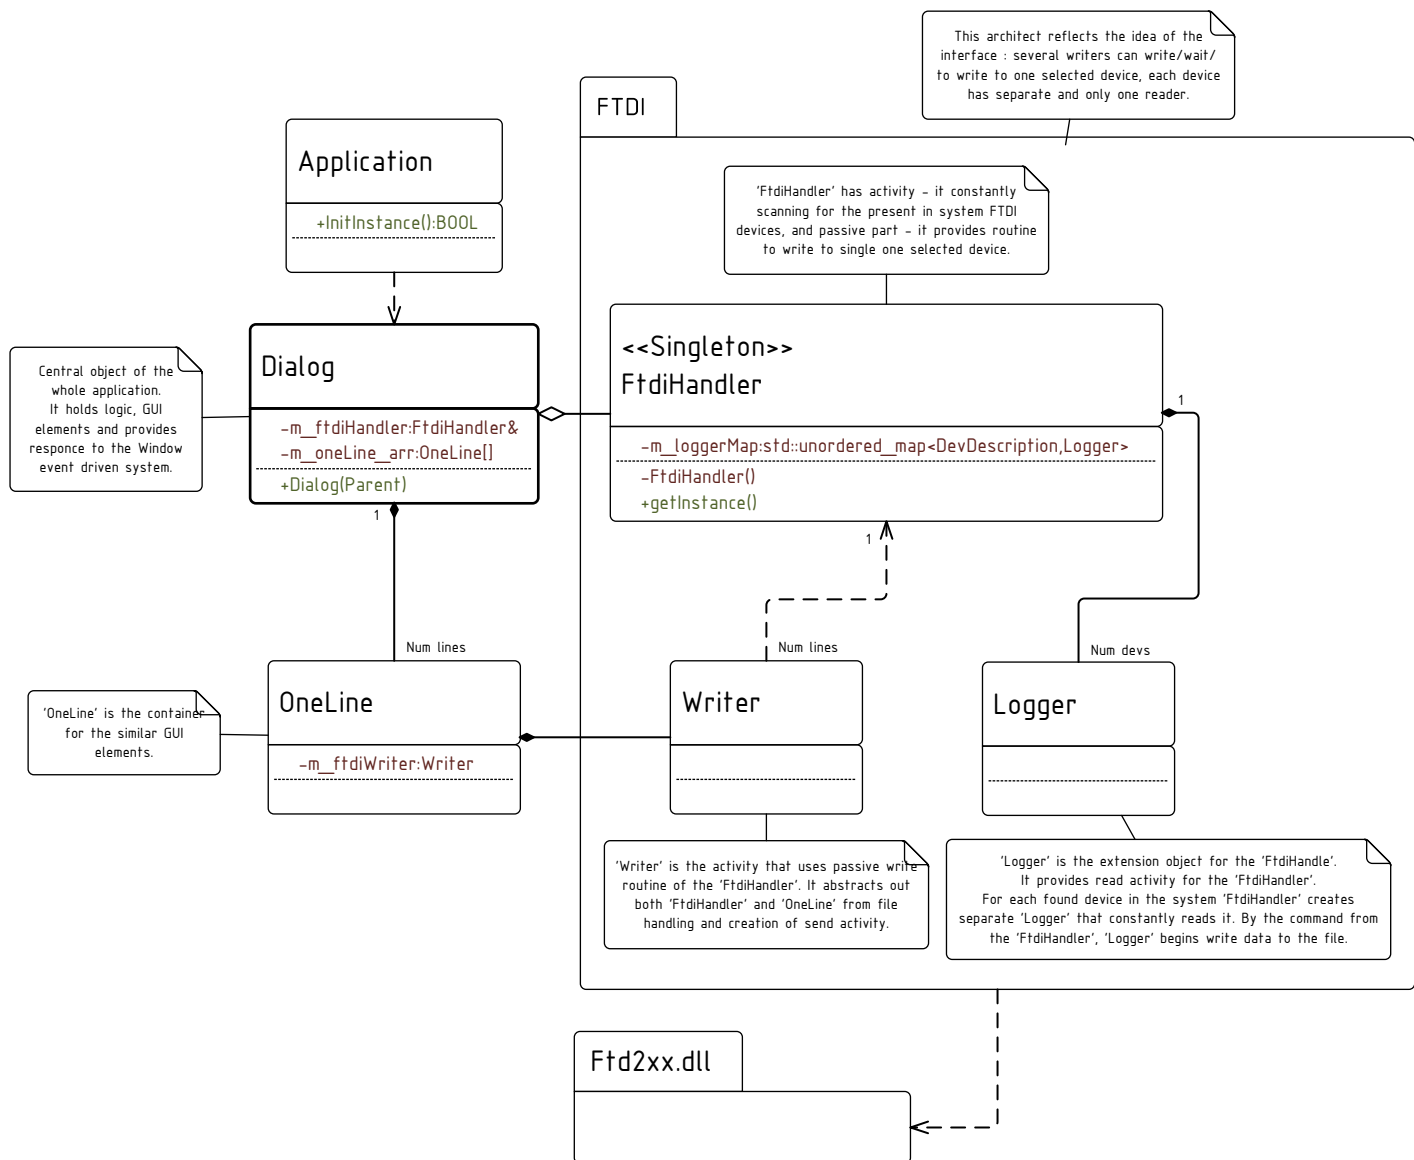 This architect reflects the idea of the
interface : several writers can write/wait/
to write to one selected device, each device
has separate and only one reader.
FTDI
Application
+InitInstance():BOOL
'FtdiHandler' has activity - it constantly
scanning for the present in system FTDI
devices, and passive part - it provides routine
to write to single one selected device.
Central object of the
whole application.
It holds logic, GUI
elements and provides
responce to the Window
event driven system.
Dialog
-m_ftdiHandler:FtdiHandler&
-m_oneLine_arr:OneLine[]
+Dialog(Parent)
1
<<Singleton>>
FtdiHandler
-m_loggerMap:std::unordered_map<DevDescription,Logger>
-FtdiHandler()
+getInstance()
1
1
Num lines
Num lines
Num devs
'OneLine' is the container
for the similar GUI
elements.
OneLine
-m_ftdiWriter:Writer
Writer
Logger
'Writer' is the activity that uses passive write
routine of the 'FtdiHandler'. It abstracts out
both 'FtdiHandler' and 'OneLine' from file
handling and creation of send activity.
'Logger' is the extension object for the 'FtdiHandle'.
It provides read activity for the 'FtdiHandler'.
For each found device in the system 'FtdiHandler' creates
separate 'Logger' that constantly reads it. By the command from
the 'FtdiHandler', 'Logger' begins write data to the file.
Ftd2xx.dll